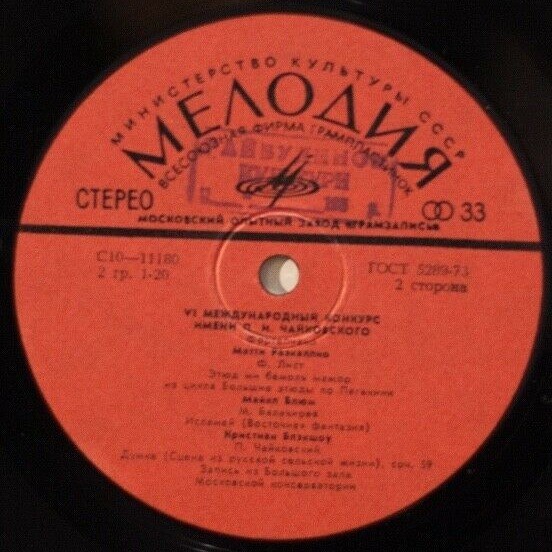 МИНИСТЕРСТВО КУЛЬТУРЫ СССР
МЕЛОДИЯ
ВСЕСОЮЗНАЯ ФИРМА ГРАМПЛАСТИНОК
СТЕРЕО
33
МОСКОВСКИЙ ОПЫТНЫЙ ЗАВОД «ГРАМЗАПИСЬ»
С10—11180
2 гр. 1-20
ГОСТ 5289-73
2 сторона
VI МЕЖДУНАРОДНЫЙ КОНКУРС
ИМЕНИ П. И. ЧАЙКОВСКОГО
Фортепиано
Матти Раекаллио
Ф. Лист
Этюд ми бемоль мажор
из цикла Большие этюды по Паганини
Майкл Блюм
М. Балакирев
Исламей (Восточная фантазия)
Кристиан Блэкшоу
П. Чайковский
Думка (Сцена из русской сельской жизни), соч. 59
Запись из Большого зала
Московской консерватории